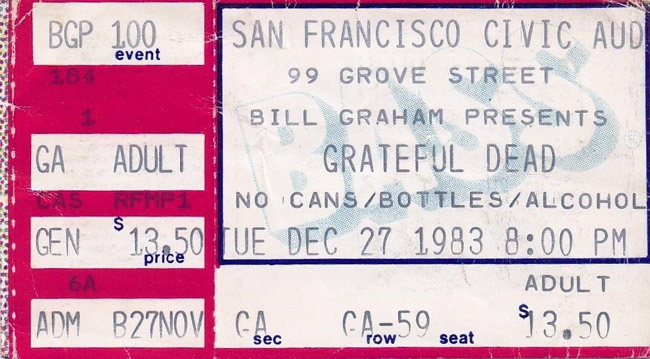 BGP 100
event
184
1
GA ADULT
CAS RFMP1
GEN $ 13.50
price
6A
ADM B27NOV
SAN FRANCISCO CIVIC AUD
99 GROVE STREET
BILL GRAHAM PRESENTS
GRATEFUL DEAD
NO CANS/BOTTLES/ALCOHOL
TUE DEC 27 1983 8:00 PM
ADULT
GA GA-59 $13.50
sec row seat
BASS